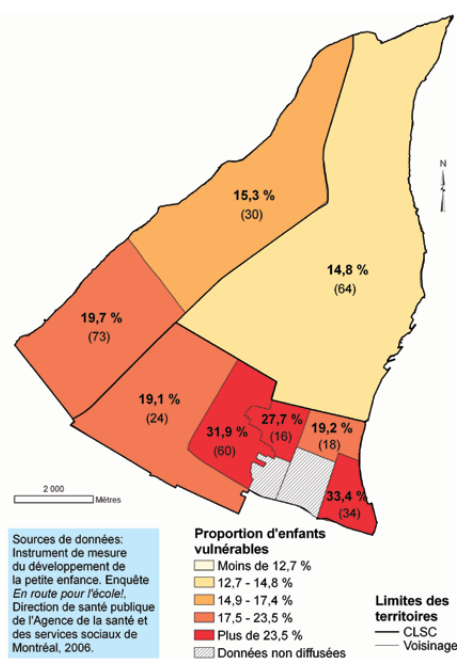 N
15,3 %
(30)
14,8 %
(64)
19,7 %
(73)
19,1 %
(24)
31,9 %
(60)
27,7 %
(16)
19,2 %
(18)
33,4 %
(34)
2 000
Mètres
Sources de données:
Instrument de mesure
du développement de
la petite enfance. Enquête
En route pour l'école!,
Direction de santé publique
de l'Agence de la santé et
des services sociaux de
Montréal, 2006.
Proportion d'enfants
vulnérables
Moins de 12,7 %
12,7 - 14,8 %
14,9 - 17,4 %
17,5 - 23,5 %
Plus de 23,5 %
Données non diffusées
Limites des
territoires
CLSC
Voisinage